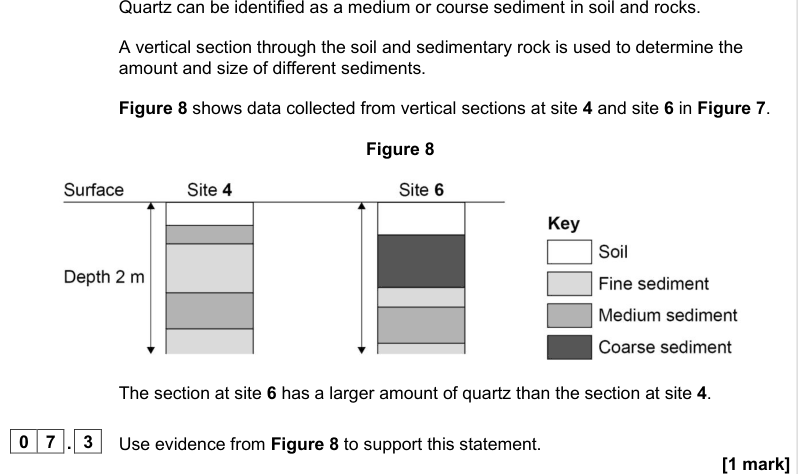 Quartz can be identified as a medium or course sediment in soil and rocks.
A vertical section through the soil and sedimentary rock is used to determine the
amount and size of different sediments.
Figure 8 shows data collected from vertical sections at site 4 and site 6 in Figure 7.
Figure 8
Surface
Site 4
Site 6
Key
Soil
Depth 2 m
Fine sediment
Medium sediment
Coarse sediment
The section at site 6 has a larger amount of quartz than the section at site 4.
0 7 . 3 Use evidence from Figure 8 to support this statement.
[1 mark]